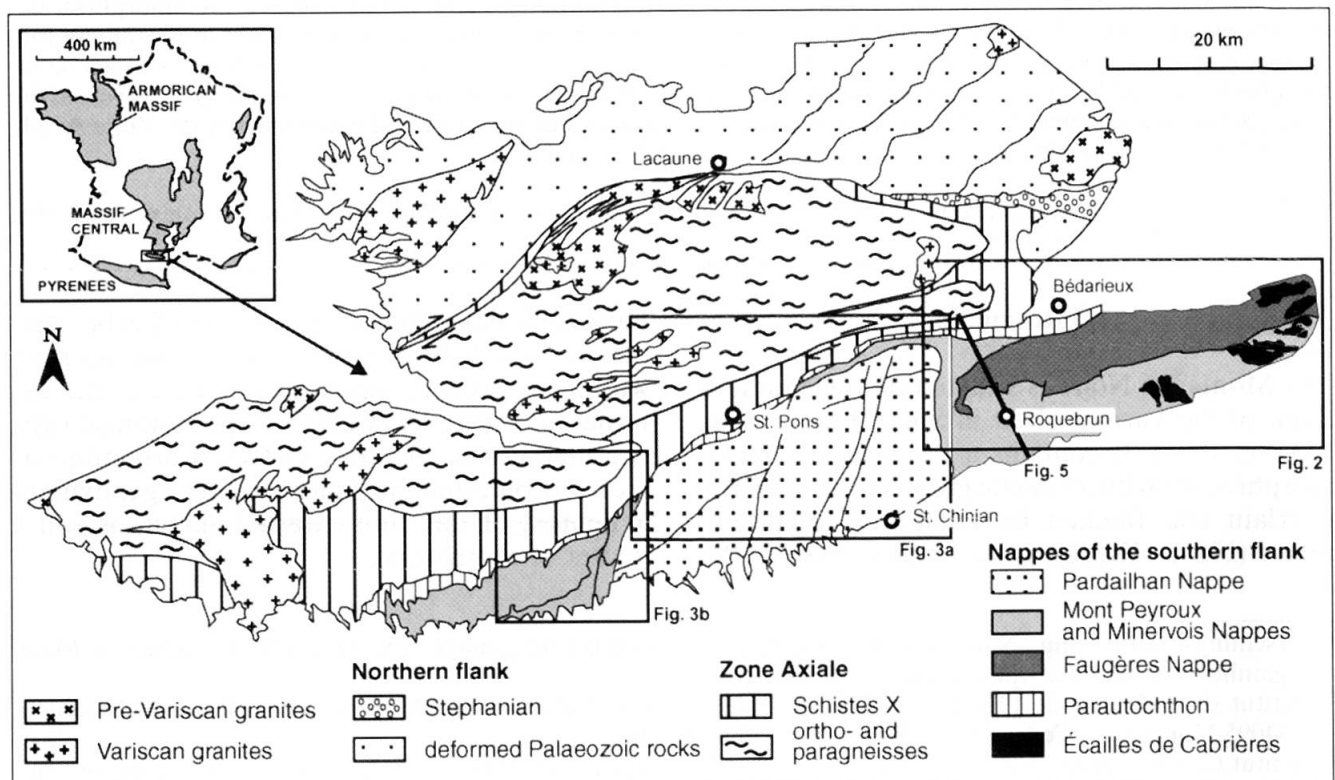 400 km
ARMORICAN
MASSIF
MASSIF
CENTRAL
PYRENEES
N
20 km
Lacaune
Bédarieux
St. Pons
Roquebrun
St. Chinian
Fig. 5
Fig. 2
Fig. 3a
Fig. 3b
Pre-Variscan granites
Variscan granites
Northern flank
Stephanian
deformed Palaeozoic rocks
Zone Axiale
Schistes X
ortho- and
paragneisses
Nappes of the southern flank
Pardailhan Nappe
Mont Peyroux
and Minervois Nappes
Faugères Nappe
Parautochthon
Écailles de Cabrières